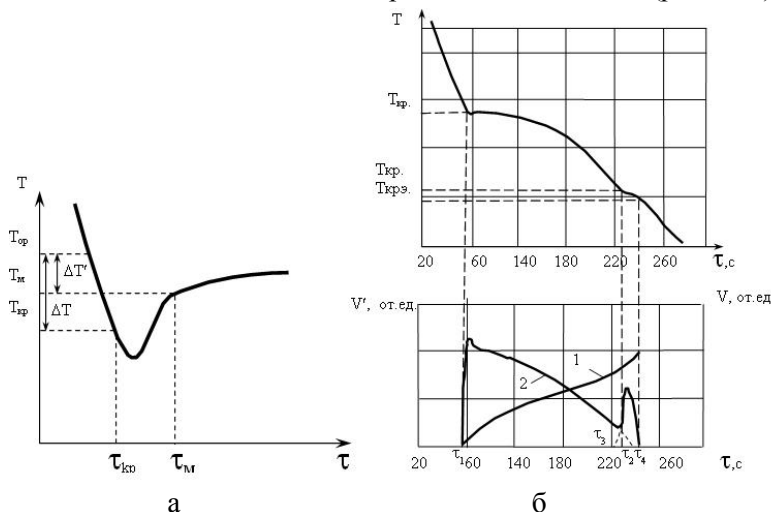 T
T
Tкр.
Tкр.
Tкрэ.
Tор
Tм
Tкр
ΔT'
ΔT
τ,с
20 60 140 180 220 260
V', от.ед.
V, от.ед
1
2
τ1
τ3
τ2 τ4
20 60 140 180 220 260 τ,с
τкр τм τ
а б